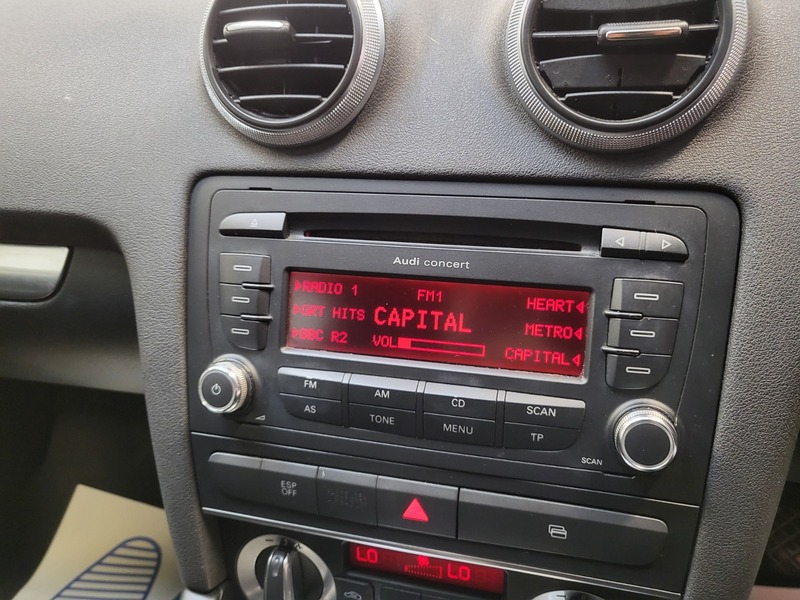 Audi concert
RADIO 1 FM1 HEART
GRT HITS CAPITAL METRO
BBC R2 VOL CAPITAL
FM AM CD SCAN
AS TONE MENU TP
SCAN
ESP OFF
LO LO